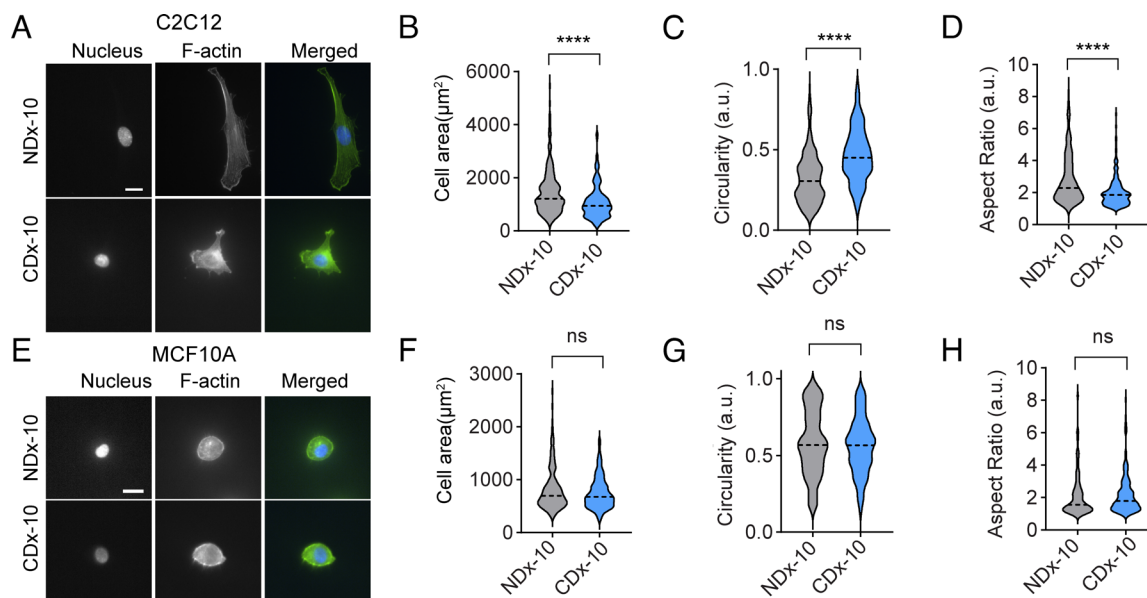 A
C2C12
Nucleus F-actin Merged
NDx-10
CDx-10
B
****
Cell area(µm²)
6000
4000
2000
0
NDx-10 CDx-10
C
****
Circularity (a.u.)
1.0
0.5
0.0
NDx-10 CDx-10
D
****
Aspect Ratio (a.u.)
10
8
6
4
2
0
NDx-10 CDx-10
E
MCF10A
Nucleus F-actin Merged
NDx-10
CDx-10
F
ns
Cell area(µm²)
3000
2000
1000
0
NDx-10 CDx-10
G
ns
Circularity (a.u.)
1.0
0.5
0.0
NDx-10 CDx-10
H
ns
Aspect Ratio (a.u.)
10
8
6
4
2
0
NDx-10 CDx-10